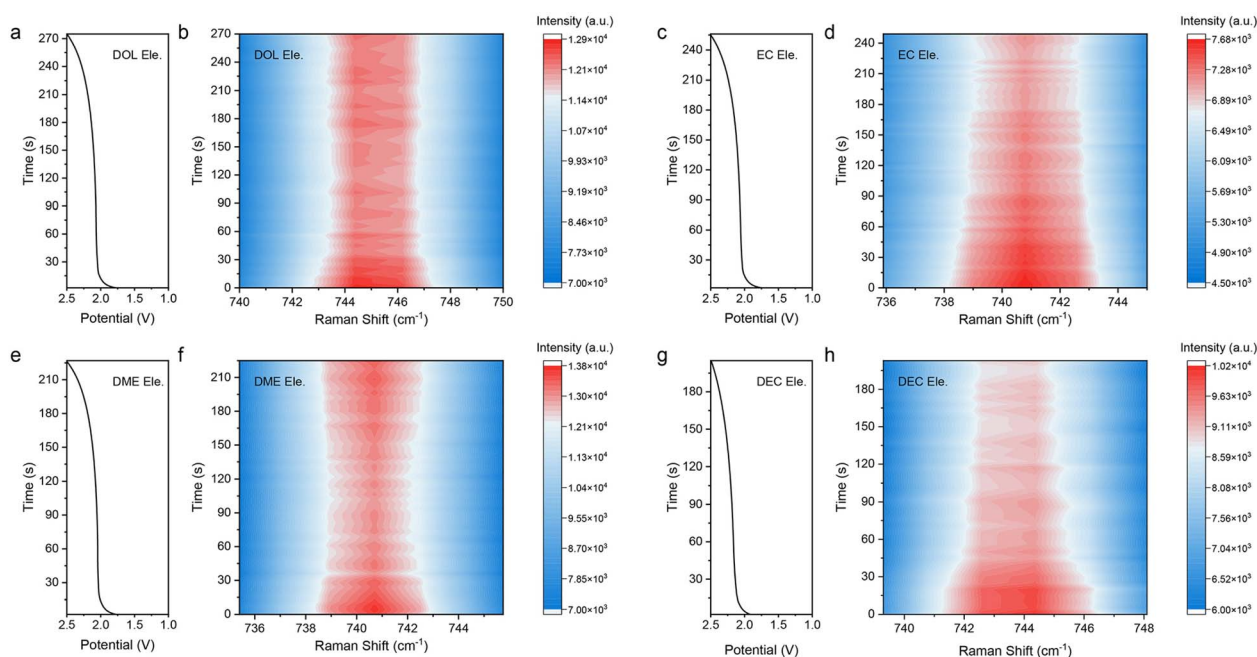 a
270
240
210
180
150
120
90
60
30
Time (s)
DOL Ele.
2.5 2.0 1.5 1.0
Potential (V)
b
270
240
210
180
150
120
90
60
30
0
Time (s)
DOL Ele.
740 742 744 746 748 750
Raman Shift (cm⁻¹)
Intensity (a.u.)
1.29×10⁴
1.21×10⁴
1.14×10⁴
1.07×10⁴
9.93×10³
9.19×10³
8.46×10³
7.73×10³
7.00×10³
c
240
210
180
150
120
90
60
30
Time (s)
EC Ele.
2.5 2.0 1.5 1.0
Potential (V)
d
240
210
180
150
120
90
60
30
0
Time (s)
EC Ele.
736 738 740 742 744
Raman Shift (cm⁻¹)
Intensity (a.u.)
7.68×10³
7.28×10³
6.89×10³
6.49×10³
6.09×10³
5.69×10³
5.30×10³
4.90×10³
4.50×10³
e
210
180
150
120
90
60
30
Time (s)
DME Ele.
2.5 2.0 1.5 1.0
Potential (V)
f
210
180
150
120
90
60
30
0
Time (s)
DME Ele.
736 738 740 742 744
Raman Shift (cm⁻¹)
Intensity (a.u.)
1.38×10⁴
1.30×10⁴
1.21×10⁴
1.13×10⁴
1.04×10⁴
9.55×10³
8.70×10³
7.85×10³
7.00×10³
g
180
150
120
90
60
30
Time (s)
DEC Ele.
2.5 2.0 1.5 1.0
Potential (V)
h
180
150
120
90
60
30
0
Time (s)
DEC Ele.
740 742 744 746 748
Raman Shift (cm⁻¹)
Intensity (a.u.)
1.02×10⁴
9.63×10³
9.11×10³
8.59×10³
8.08×10³
7.56×10³
7.04×10³
6.52×10³
6.00×10³